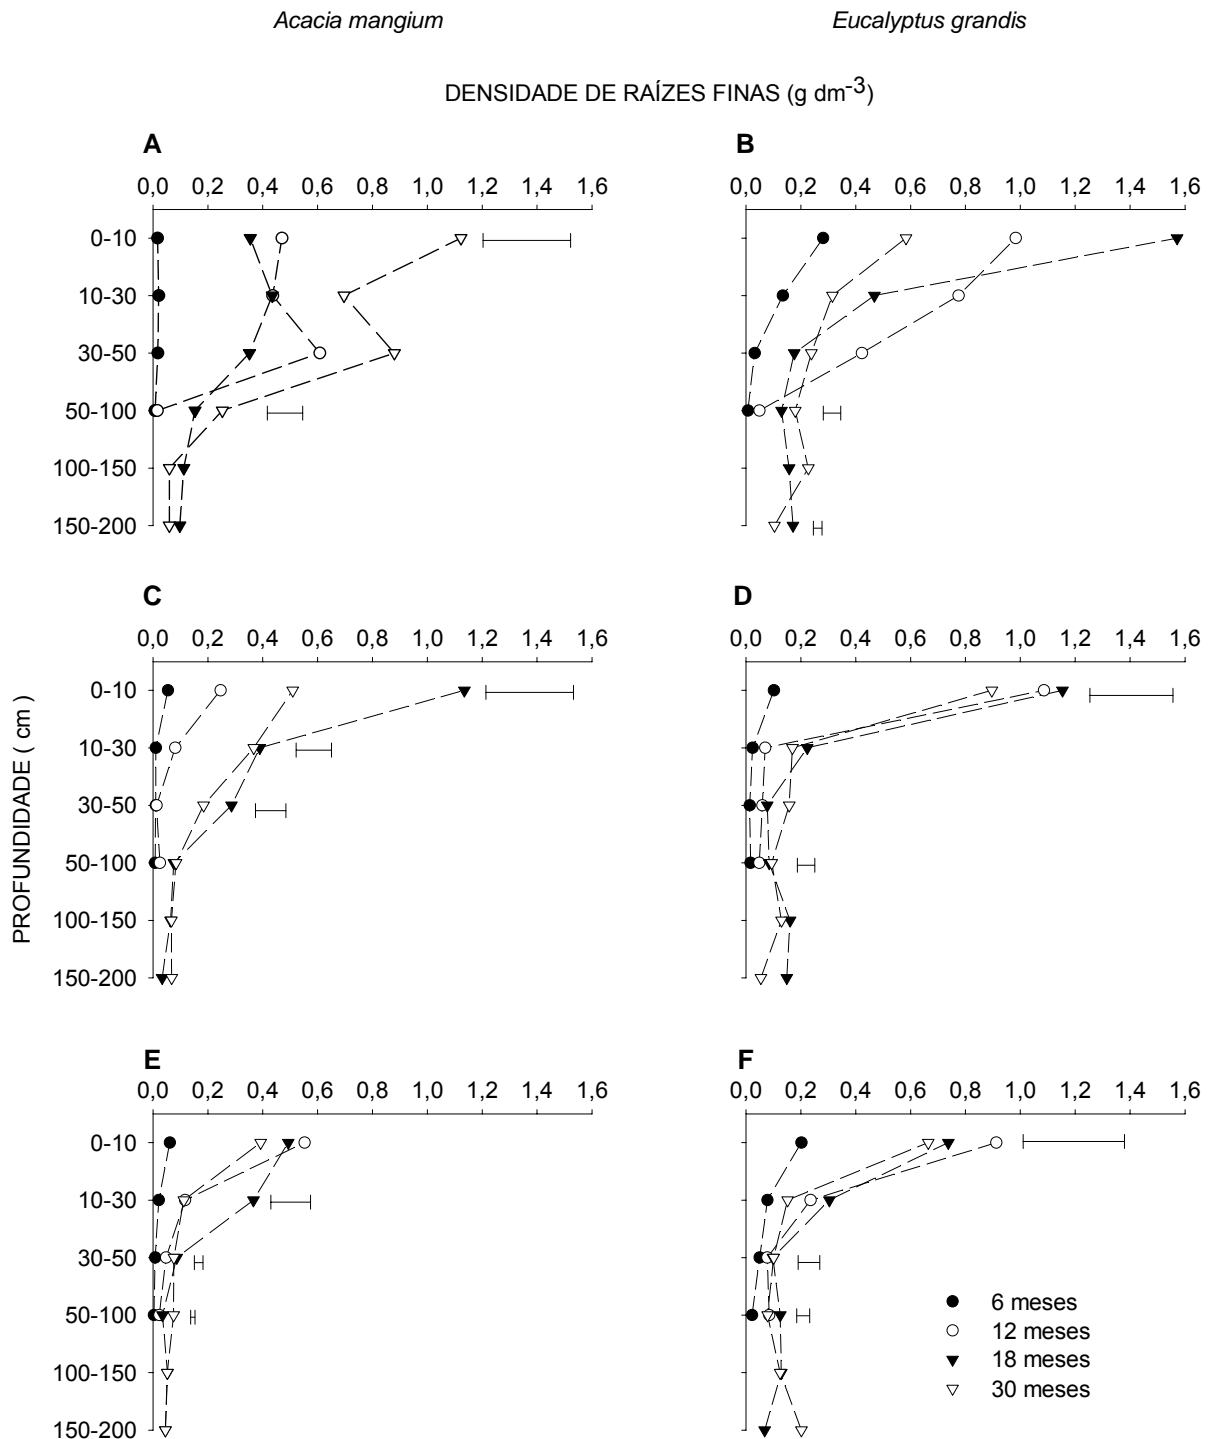 Acacia mangium
Eucalyptus grandis
DENSIDADE DE RAÍZES FINAS (g dm-3)
A
B
0,0 0,2 0,4 0,6 0,8 1,0 1,2 1,4 1,6
0,0 0,2 0,4 0,6 0,8 1,0 1,2 1,4 1,6
0-10
10-30
30-50
50-100
100-150
150-200
C
D
0,0 0,2 0,4 0,6 0,8 1,0 1,2 1,4 1,6
0,0 0,2 0,4 0,6 0,8 1,0 1,2 1,4 1,6
PROFUNDIDADE ( cm )
0-10
10-30
30-50
50-100
100-150
150-200
E
F
0,0 0,2 0,4 0,6 0,8 1,0 1,2 1,4 1,6
0,0 0,2 0,4 0,6 0,8 1,0 1,2 1,4 1,6
0-10
10-30
30-50
50-100
100-150
150-200
6 meses
12 meses
18 meses
30 meses